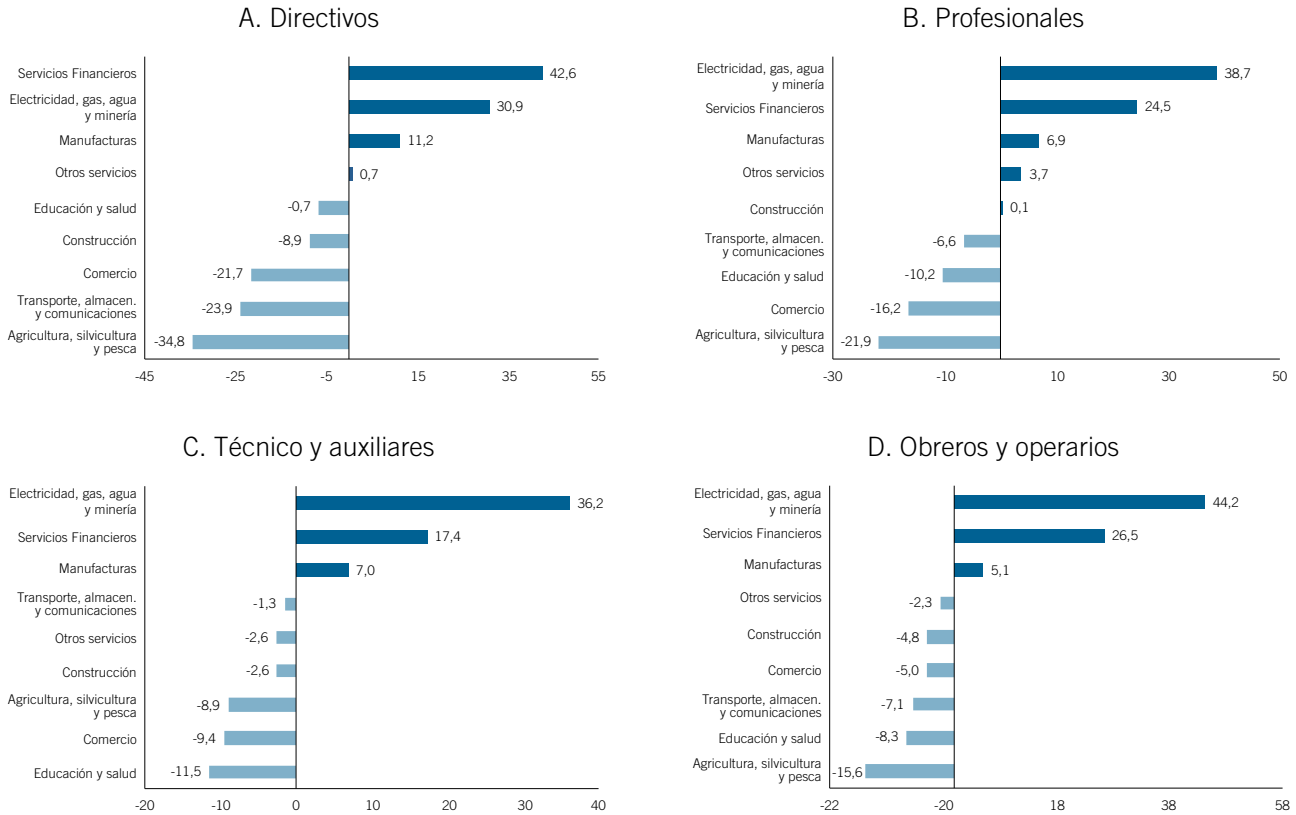 A. Directivos
Servicios Financieros
42,6
Electricidad, gas, agua
y minería
30,9
Manufacturas
11,2
Otros servicios
0,7
Educación y salud
-0,7
Construcción
-8,9
Comercio
-21,7
Transporte, almacen.
y comunicaciones
-23,9
Agricultura, silvicultura
y pesca
-34,8
-45 -25 -5 15 35 55
B. Profesionales
Electricidad, gas, agua
y minería
38,7
Servicios Financieros
24,5
Manufacturas
6,9
Otros servicios
3,7
Construcción
0,1
Transporte, almacen.
y comunicaciones
-6,6
Educación y salud
-10,2
Comercio
-16,2
Agricultura, silvicultura
y pesca
-21,9
-30 -10 10 30 50
C. Técnico y auxiliares
Electricidad, gas, agua
y minería
36,2
Servicios Financieros
17,4
Manufacturas
7,0
Transporte, almacen.
y comunicaciones
-1,3
Otros servicios
-2,6
Construcción
-2,6
Agricultura, silvicultura
y pesca
-8,9
Comercio
-9,4
Educación y salud
-11,5
-20 -10 0 10 20 30 40
D. Obreros y operarios
Electricidad, gas, agua
y minería
44,2
Servicios Financieros
26,5
Manufacturas
5,1
Otros servicios
-2,3
Construcción
-4,8
Comercio
-5,0
Transporte, almacen.
y comunicaciones
-7,1
Educación y salud
-8,3
Agricultura, silvicultura
y pesca
-15,6
-22 -20 18 38 58